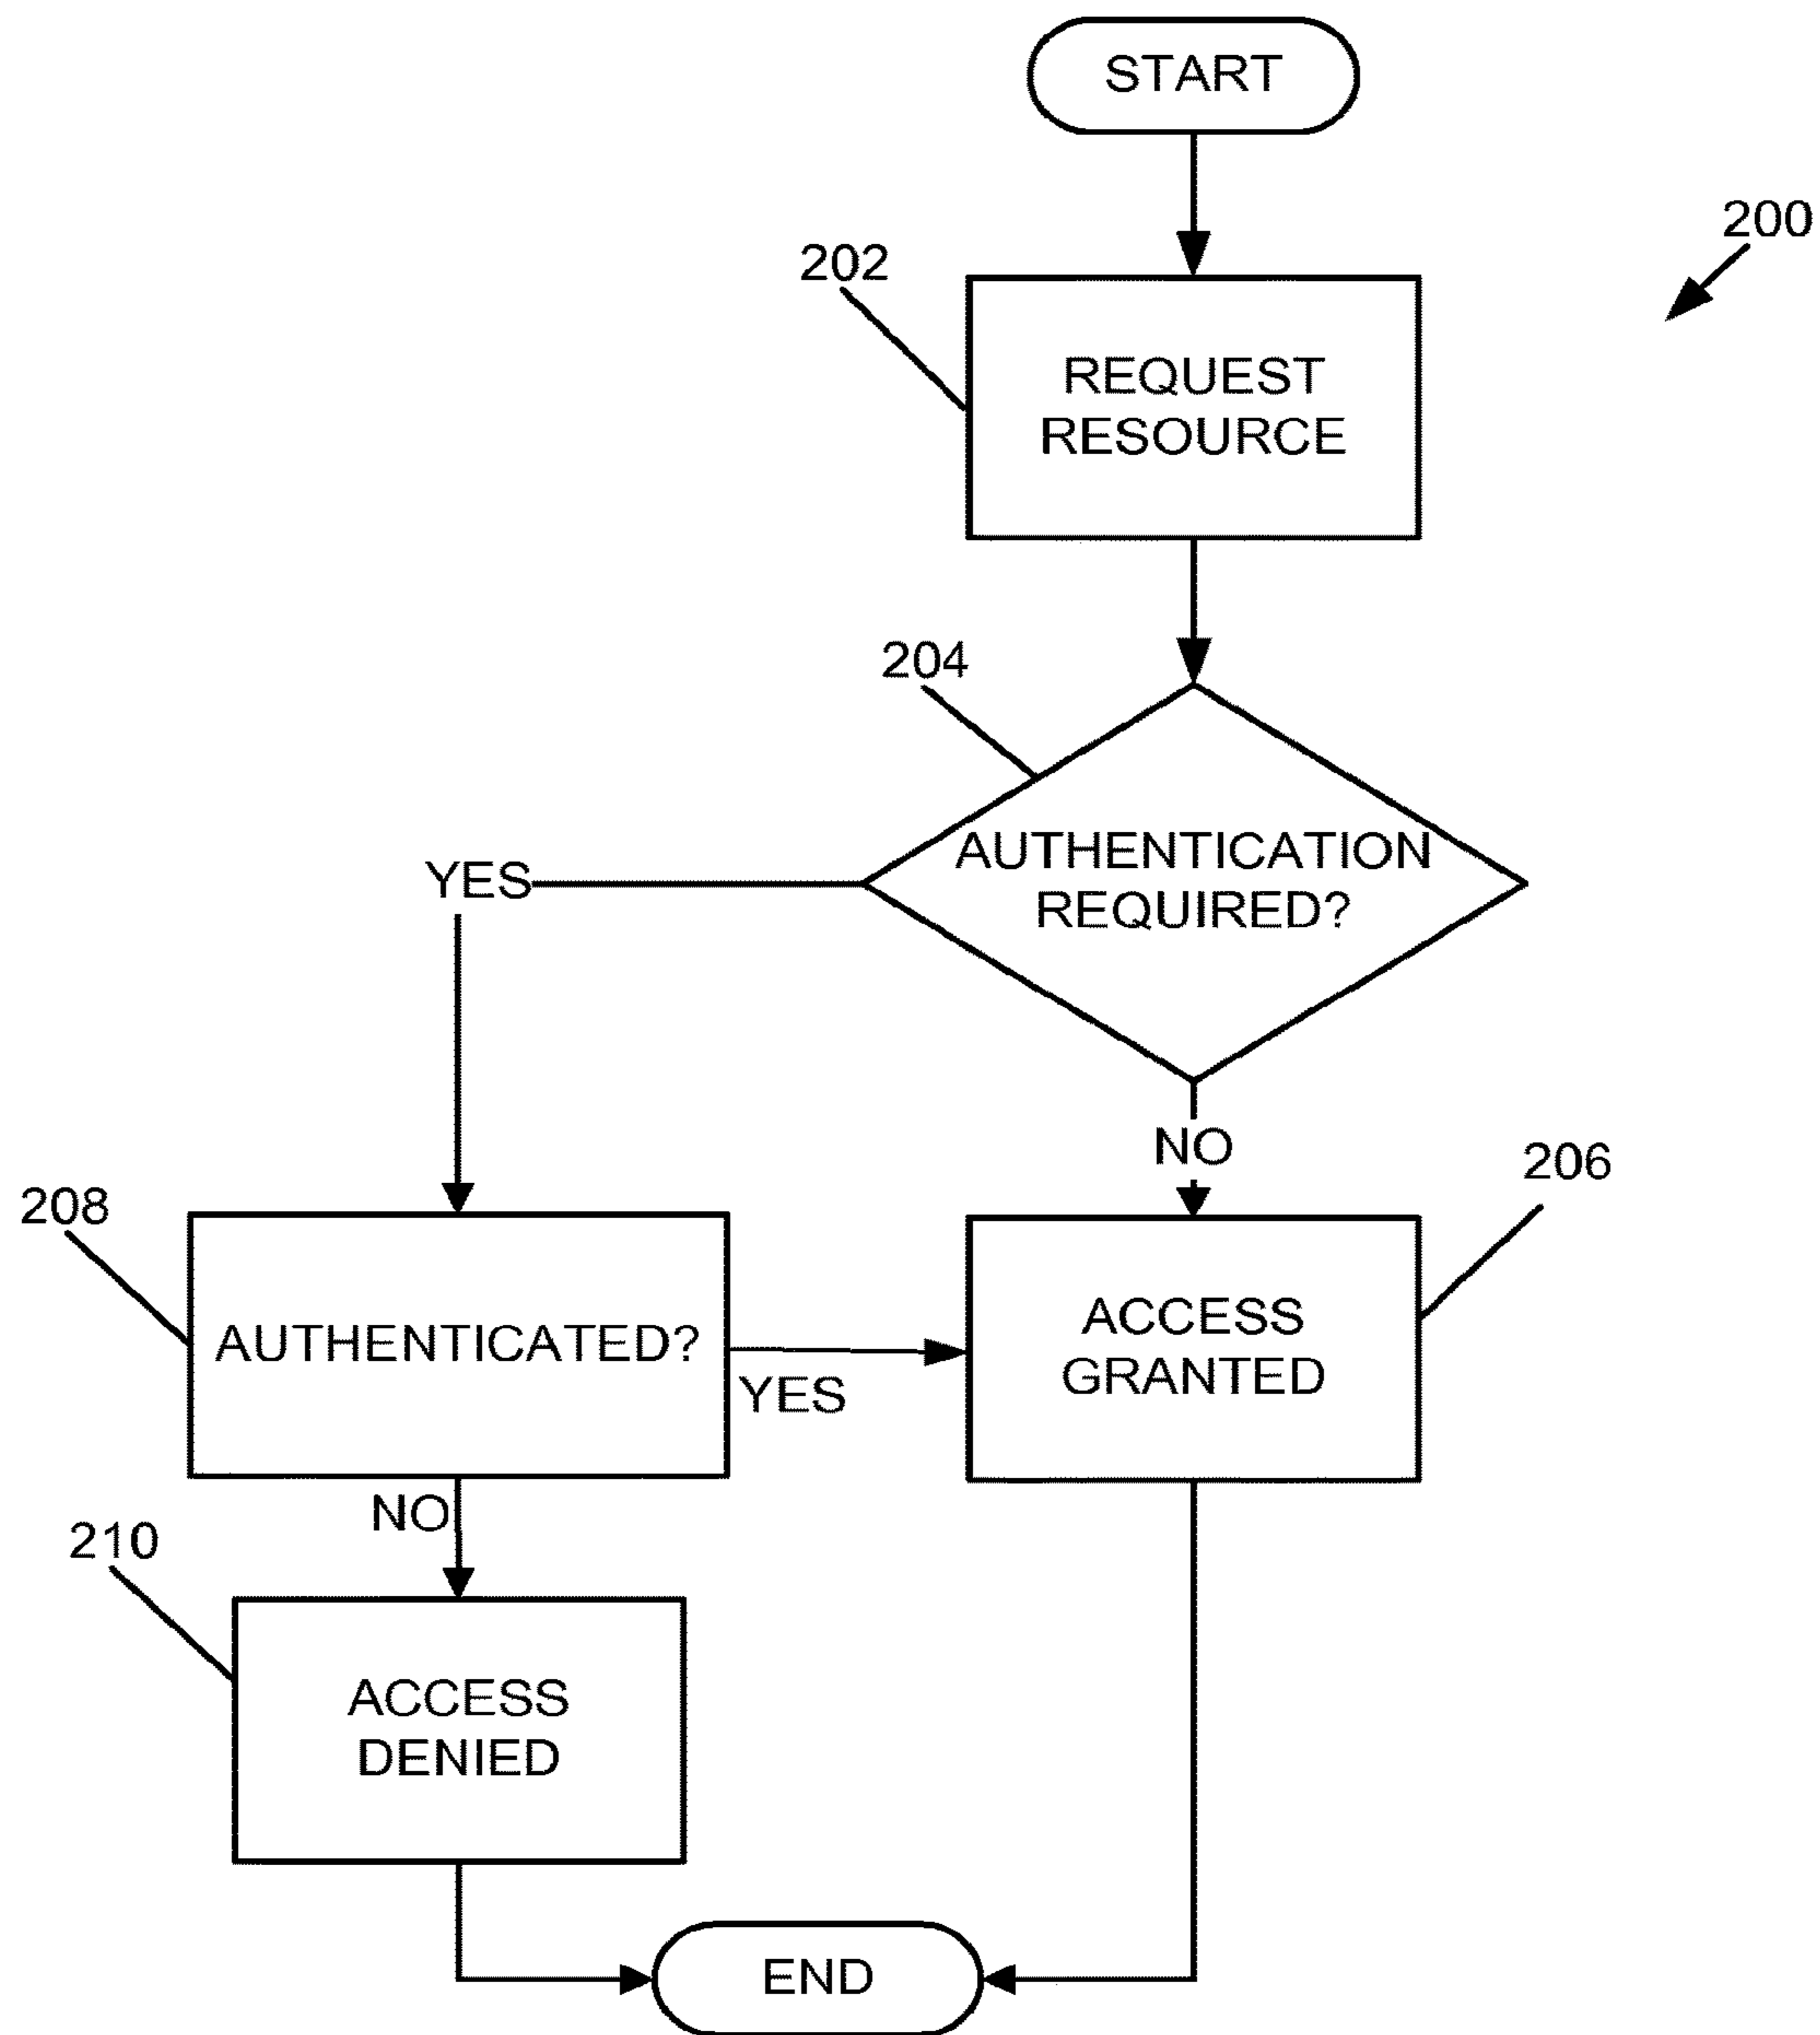 START
200
202
REQUEST
RESOURCE
204
AUTHENTICATION
REQUIRED?
YES
NO
206
208
AUTHENTICATED?
YES
ACCESS
GRANTED
NO
210
ACCESS
DENIED
END